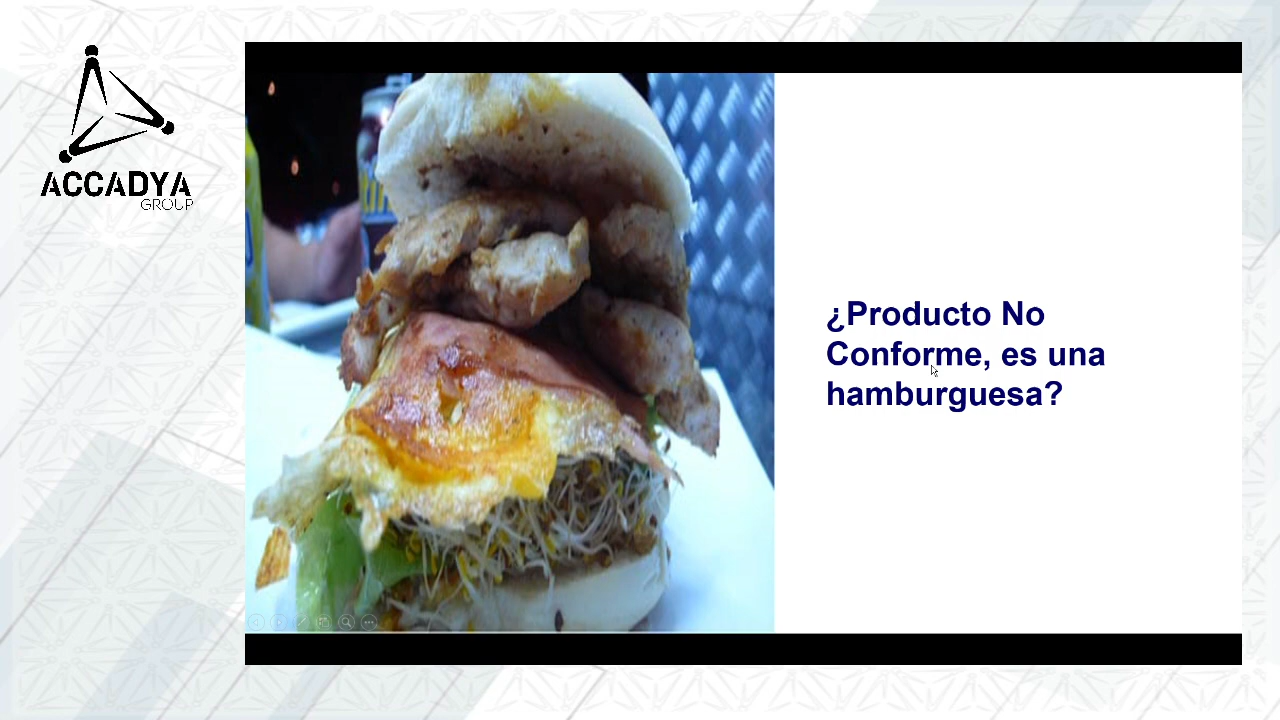 ACCADYA
GROUP
¿Producto No
Conforme, es una
hamburguesa?